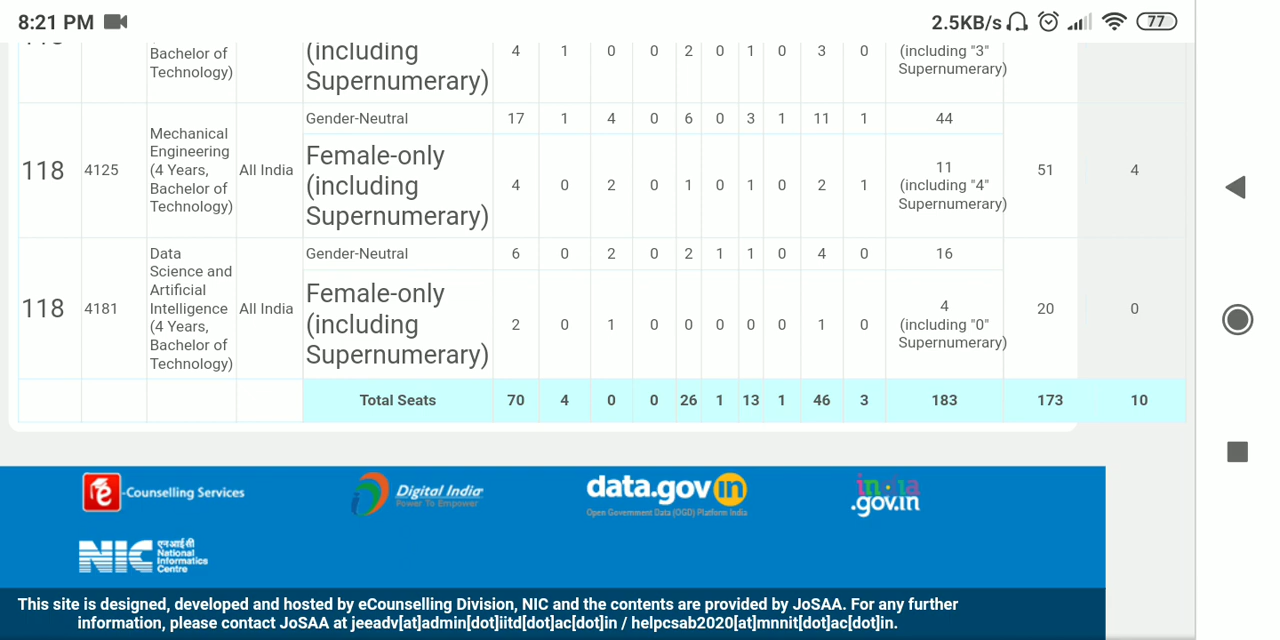 8:21 PM 2.5KB/s 77
Bachelor of
Technology)
(including
Supernumerary)
4 1 0 0 2 0 1 0 3 0
(including "3"
Supernumerary)
118 4125
Mechanical
Engineering
(4 Years,
Bachelor of
Technology)
All India
Gender-Neutral 17 1 4 0 6 0 3 1 11 1 44
Female-only
(including
Supernumerary)
4 0 2 0 1 0 1 0 2 1
11
(including "4"
Supernumerary)
51 4
118 4181
Data
Science and
Artificial
Intelligence
(4 Years,
Bachelor of
Technology)
All India
Gender-Neutral 6 0 2 0 2 1 1 0 4 0 16
Female-only
(including
Supernumerary)
2 0 1 0 0 0 0 0 1 0
4
(including "0"
Supernumerary)
20 0
Total Seats 70 4 0 0 26 1 13 1 46 3 183 173 10
e-Counselling Services
Digital India
Power To Empower
data.gov in
Open Government Data (OGD) Platform India
india
.gov.in
NIC एन आई सी
National
Informatics
Centre
This site is designed, developed and hosted by eCounselling Division, NIC and the contents are provided by JoSAA. For any further
information, please contact JoSAA at jeeadv[at]admin[dot]iitd[dot]ac[dot]in / helpcsab2020[at]mnnit[dot]ac[dot]in.